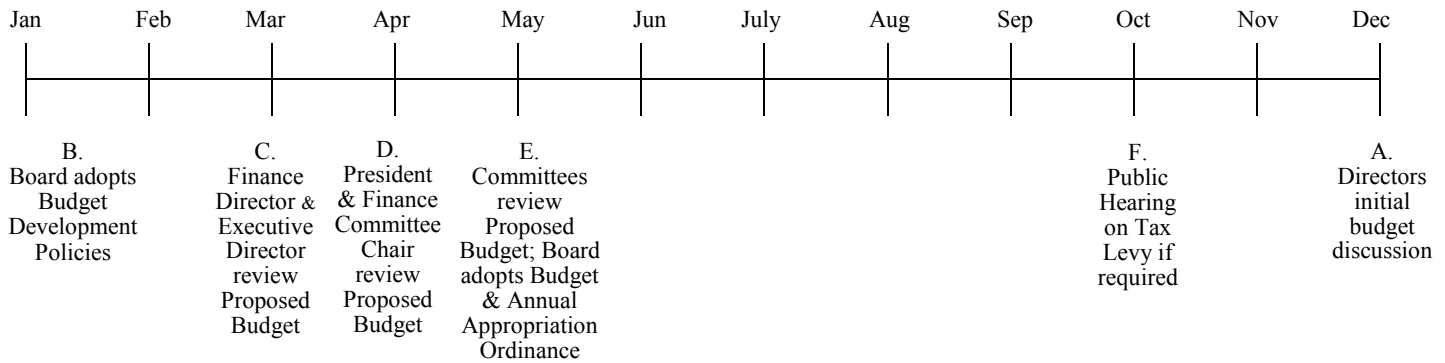 Jan Feb Mar Apr May Jun July Aug Sep Oct Nov Dec
B.
Board adopts
Budget
Development
Policies
C.
Finance
Director &
Executive
Director
review
Proposed
Budget
D.
President
& Finance
Committee
Chair
review
Proposed
Budget
E.
Committees
review
Proposed
Budget; Board
adopts Budget
& Annual
Appropriation
Ordinance
F.
Public
Hearing
on Tax
Levy if
required
A.
Directors
initial
budget
discussion